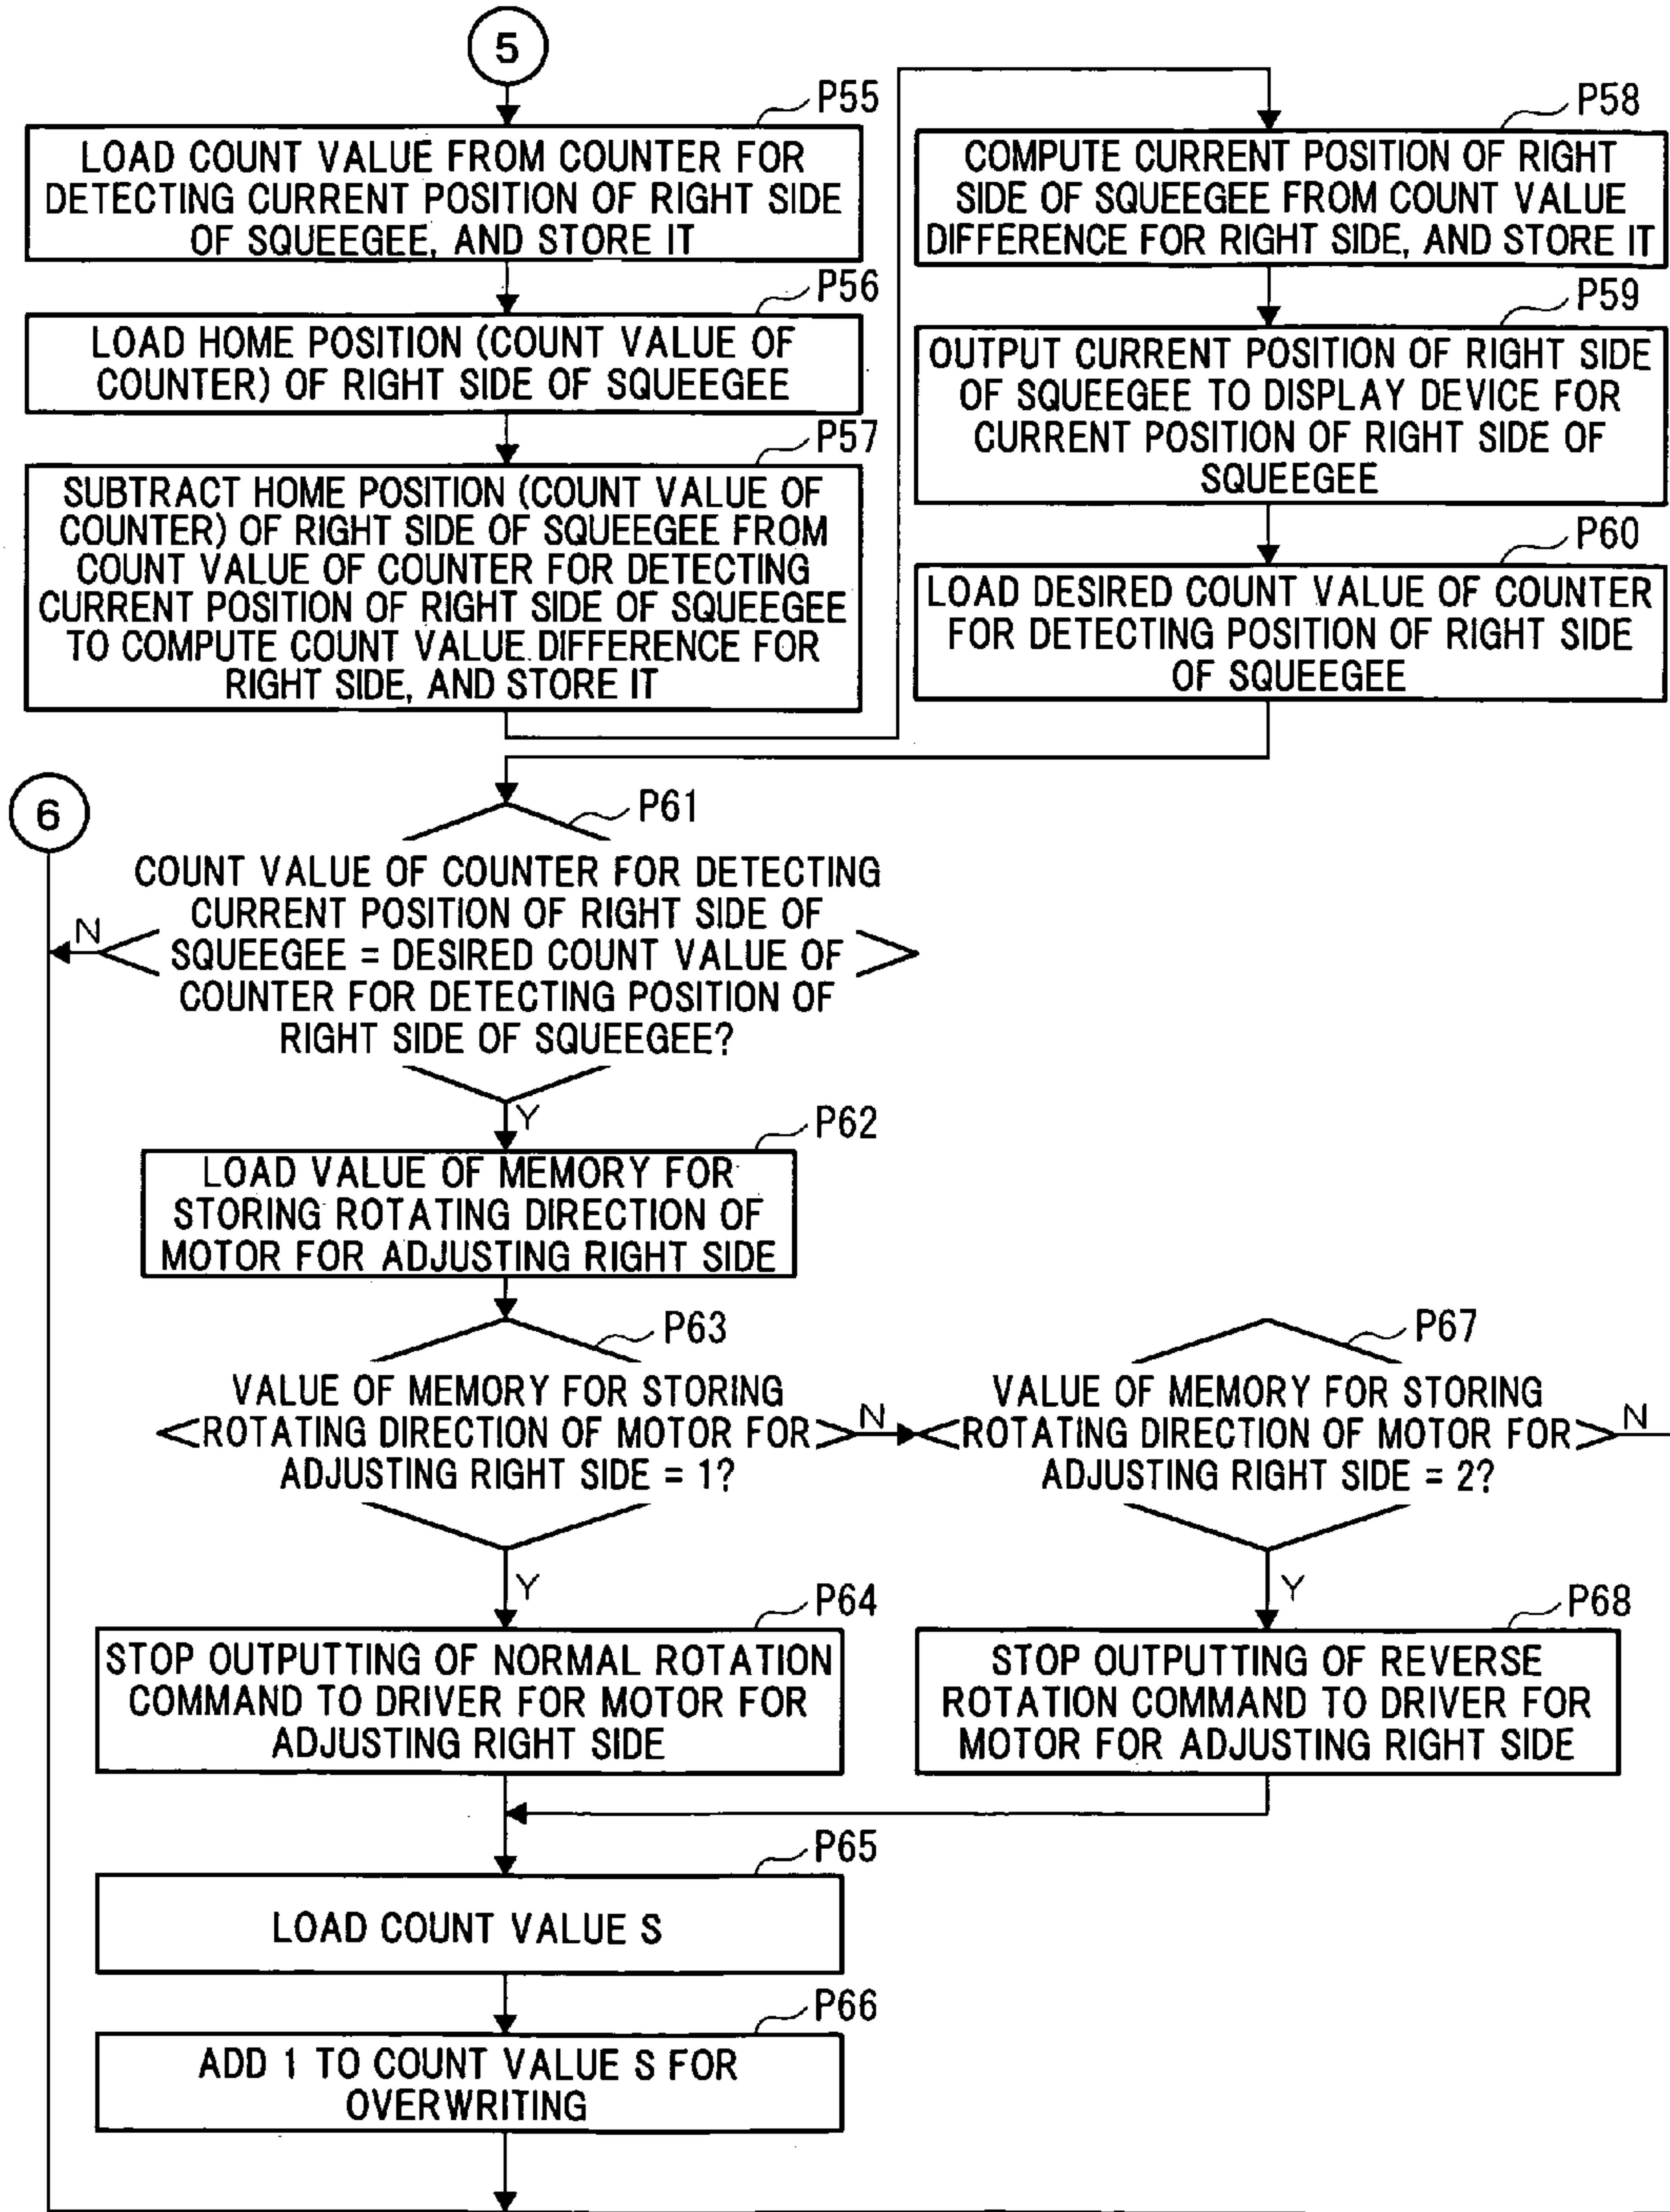 5
P55
LOAD COUNT VALUE FROM COUNTER FOR
DETECTING CURRENT POSITION OF RIGHT SIDE
OF SQUEEGEE, AND STORE IT
P56
LOAD HOME POSITION (COUNT VALUE OF
COUNTER) OF RIGHT SIDE OF SQUEEGEE
P57
SUBTRACT HOME POSITION (COUNT VALUE OF
COUNTER) OF RIGHT SIDE OF SQUEEGEE FROM
COUNT VALUE OF COUNTER FOR DETECTING
CURRENT POSITION OF RIGHT SIDE OF SQUEEGEE
TO COMPUTE COUNT VALUE DIFFERENCE FOR
RIGHT SIDE, AND STORE IT
P58
COMPUTE CURRENT POSITION OF RIGHT
SIDE OF SQUEEGEE FROM COUNT VALUE
DIFFERENCE FOR RIGHT SIDE, AND STORE IT
P59
OUTPUT CURRENT POSITION OF RIGHT SIDE
OF SQUEEGEE TO DISPLAY DEVICE FOR
CURRENT POSITION OF RIGHT SIDE OF
SQUEEGEE
P60
LOAD DESIRED COUNT VALUE OF COUNTER
FOR DETECTING POSITION OF RIGHT SIDE
OF SQUEEGEE
6
P61
COUNT VALUE OF COUNTER FOR DETECTING
CURRENT POSITION OF RIGHT SIDE OF
SQUEEGEE = DESIRED COUNT VALUE OF
COUNTER FOR DETECTING POSITION OF
RIGHT SIDE OF SQUEEGEE?
N
Y
P62
LOAD VALUE OF MEMORY FOR
STORING ROTATING DIRECTION OF
MOTOR FOR ADJUSTING RIGHT SIDE
P63
VALUE OF MEMORY FOR STORING
ROTATING DIRECTION OF MOTOR FOR
ADJUSTING RIGHT SIDE = 1?
N
Y
P67
VALUE OF MEMORY FOR STORING
ROTATING DIRECTION OF MOTOR FOR
ADJUSTING RIGHT SIDE = 2?
N
Y
P64
STOP OUTPUTTING OF NORMAL ROTATION
COMMAND TO DRIVER FOR MOTOR FOR
ADJUSTING RIGHT SIDE
P68
STOP OUTPUTTING OF REVERSE
ROTATION COMMAND TO DRIVER FOR
MOTOR FOR ADJUSTING RIGHT SIDE
P65
LOAD COUNT VALUE S
P66
ADD 1 TO COUNT VALUE S FOR
OVERWRITING